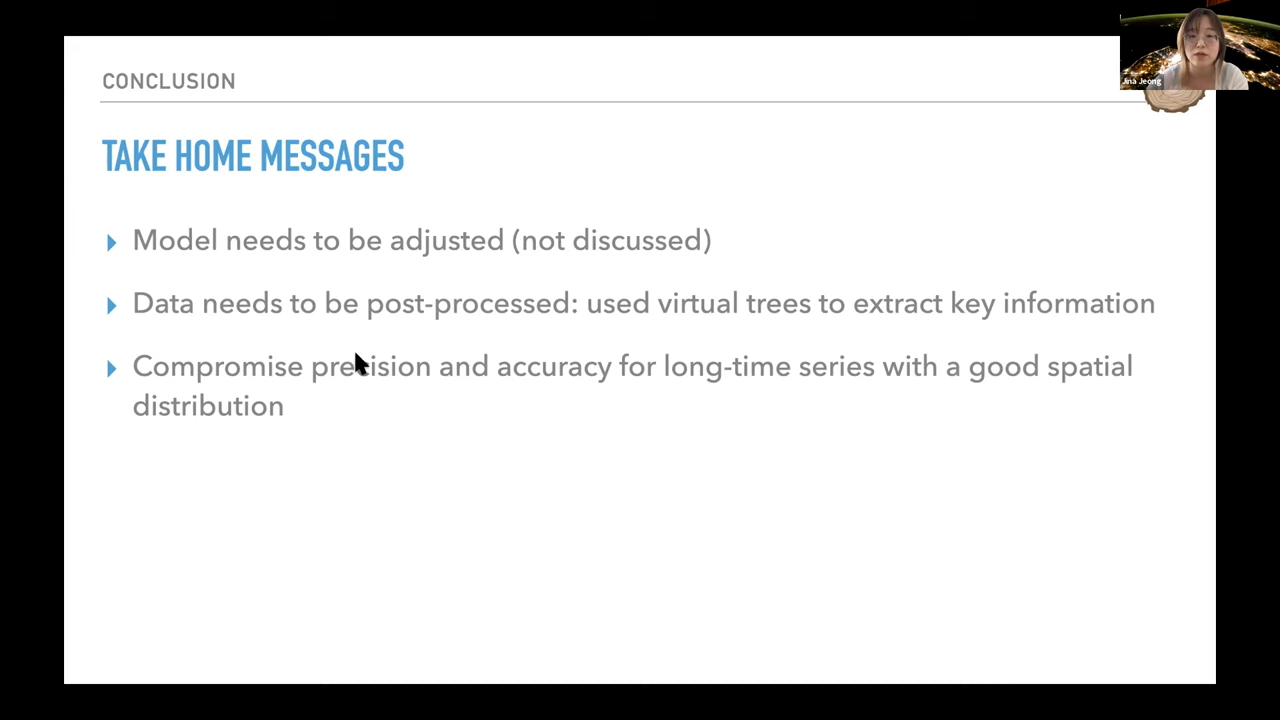 CONCLUSION
Jina Jeong
TAKE HOME MESSAGES
Model needs to be adjusted (not discussed)
Data needs to be post-processed: used virtual trees to extract key information
Compromise precision and accuracy for long-time series with a good spatial
distribution